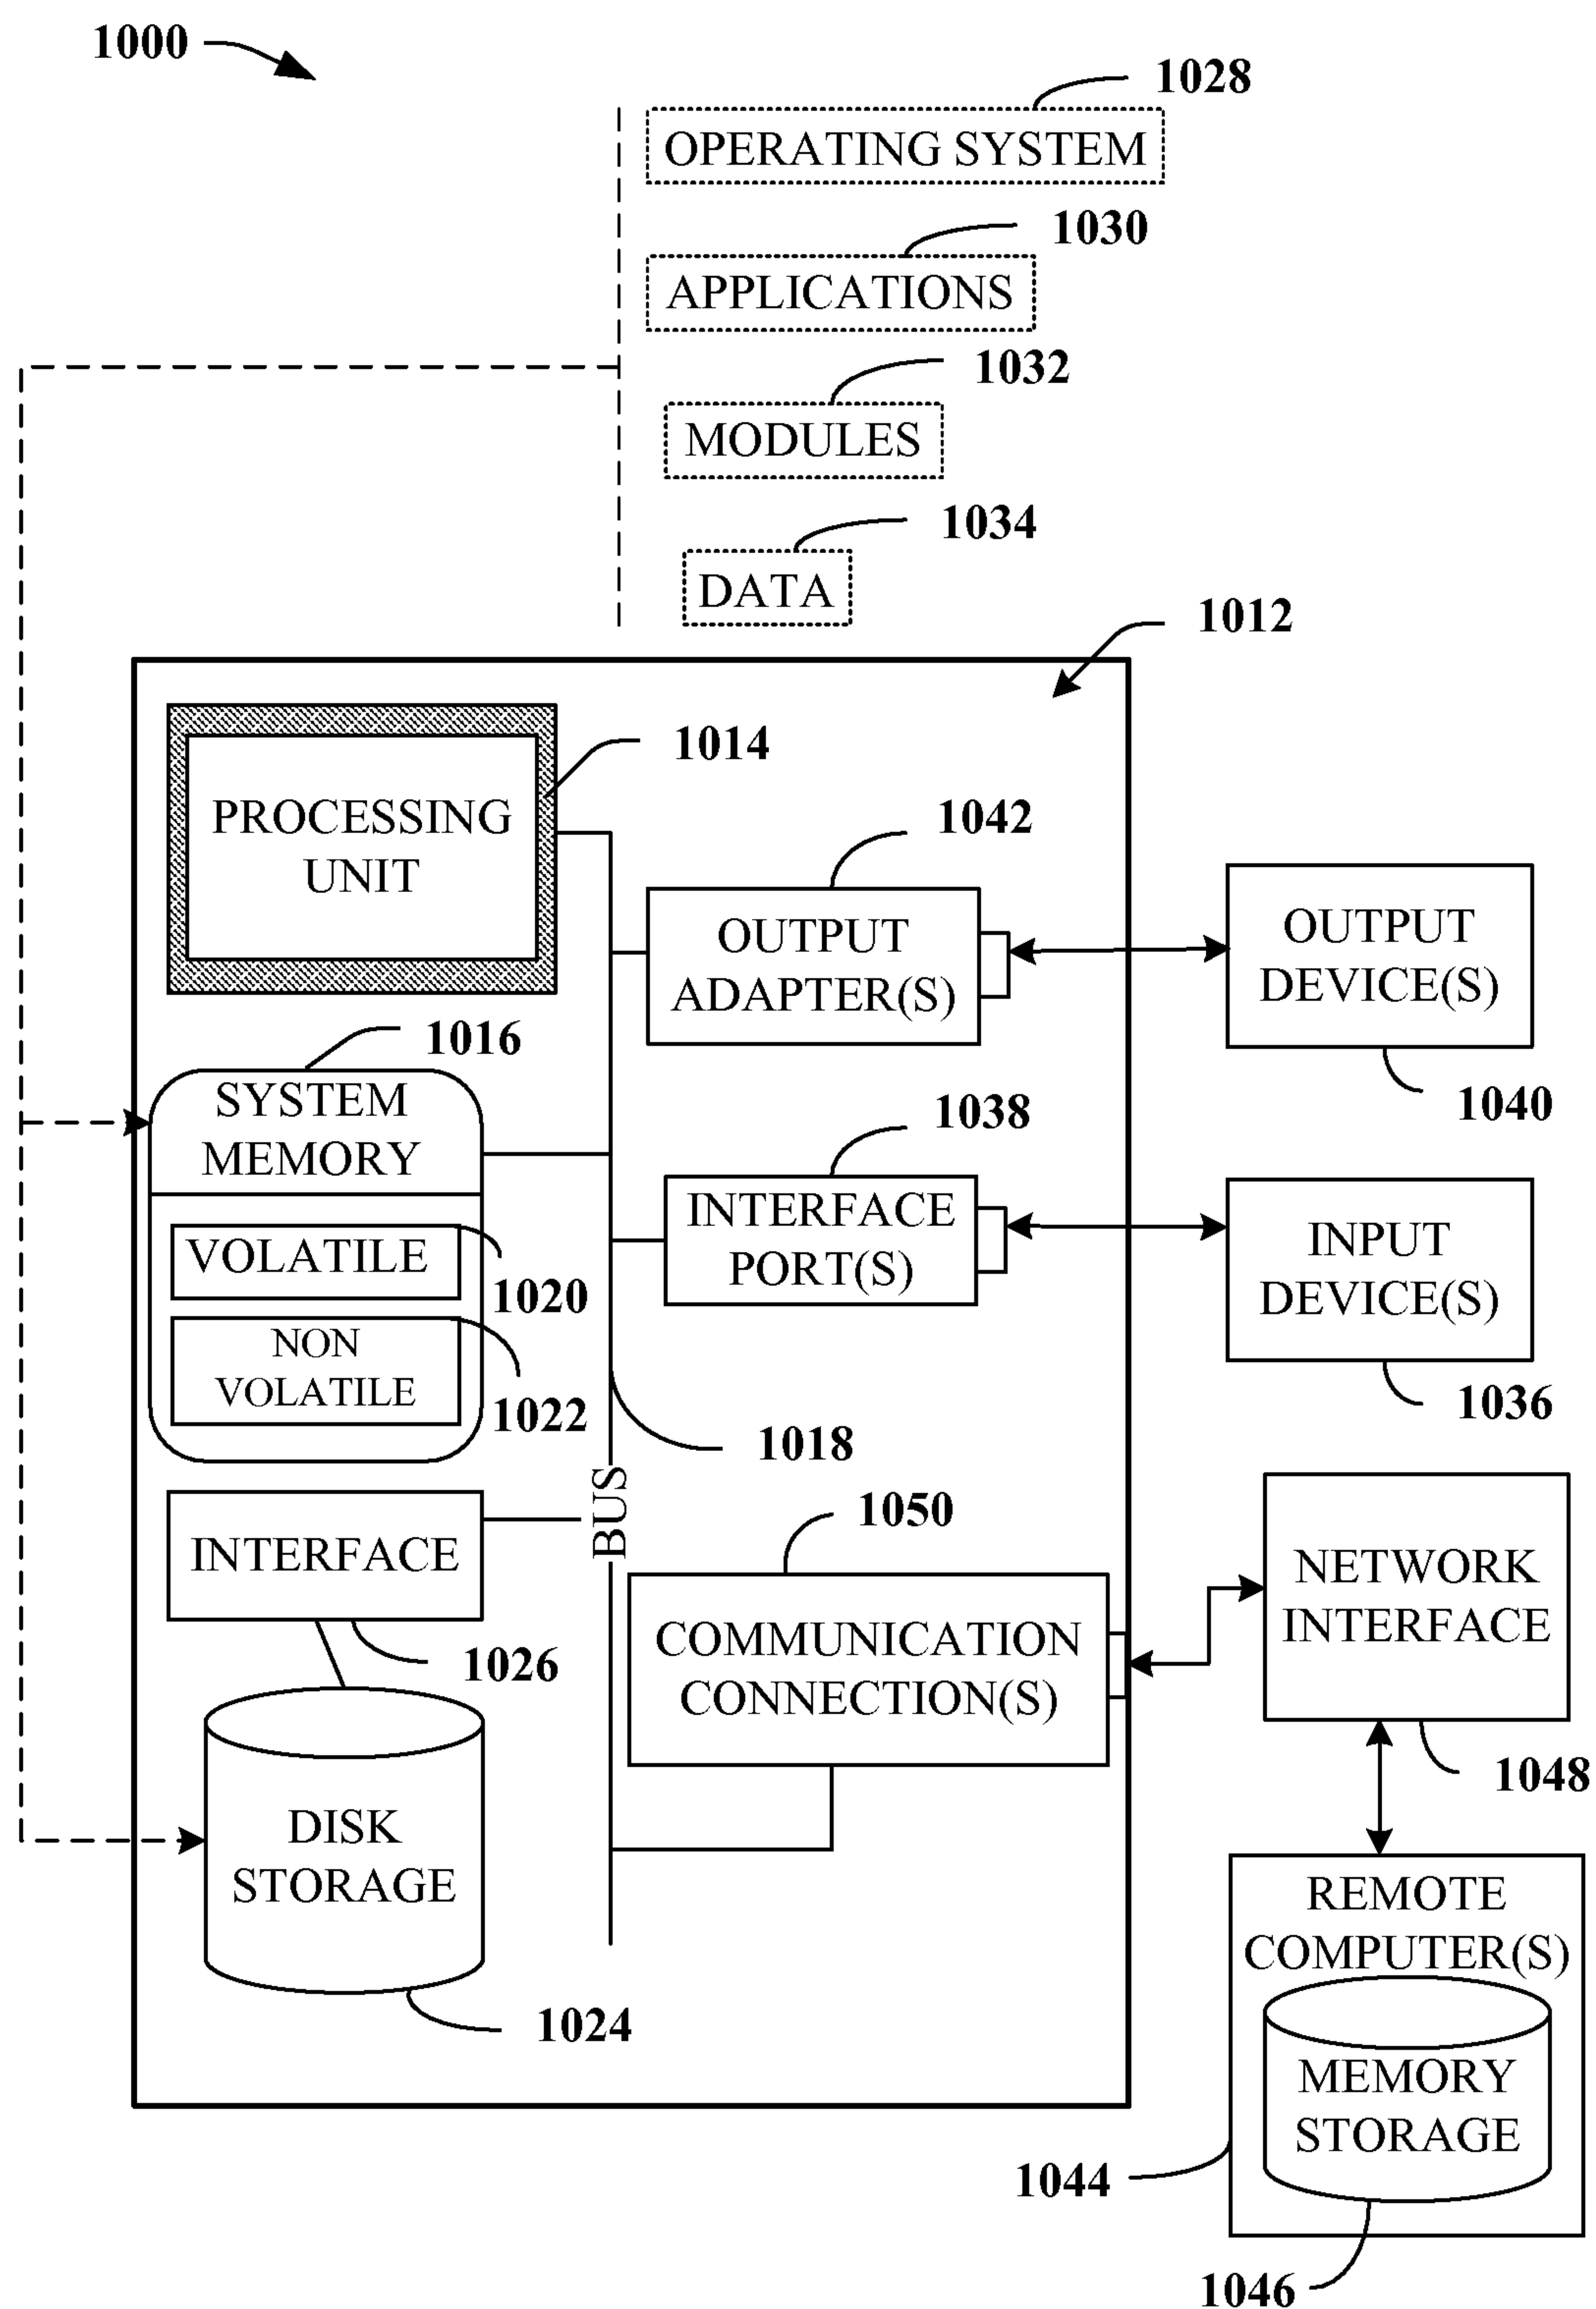 1000
1028
OPERATING SYSTEM
1030
APPLICATIONS
1032
MODULES
1034
DATA
1012
1014
PROCESSING
UNIT
1042
OUTPUT
ADAPTER(S)
OUTPUT
DEVICE(S)
1040
1016
SYSTEM
MEMORY
1038
INTERFACE
PORT(S)
INPUT
DEVICE(S)
1036
VOLATILE
1020
NON
VOLATILE
1022
1018
BUS
INTERFACE
1026
1050
COMMUNICATION
CONNECTION(S)
NETWORK
INTERFACE
1048
DISK
STORAGE
1024
REMOTE
COMPUTER(S)
MEMORY
STORAGE
1044
1046